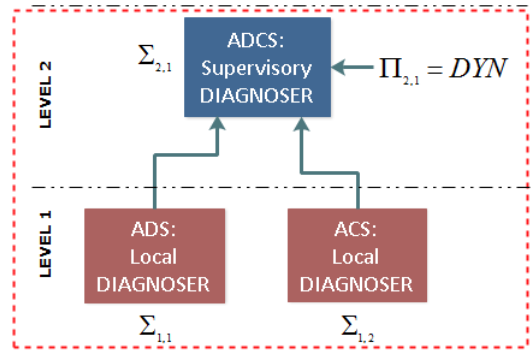 LEVEL 2
Σ2,1
ADCS:
Supervisory
DIAGNOSER
Π2,1 = DYN
LEVEL 1
ADS:
Local
DIAGNOSER
ACS:
Local
DIAGNOSER
Σ1,1
Σ1,2